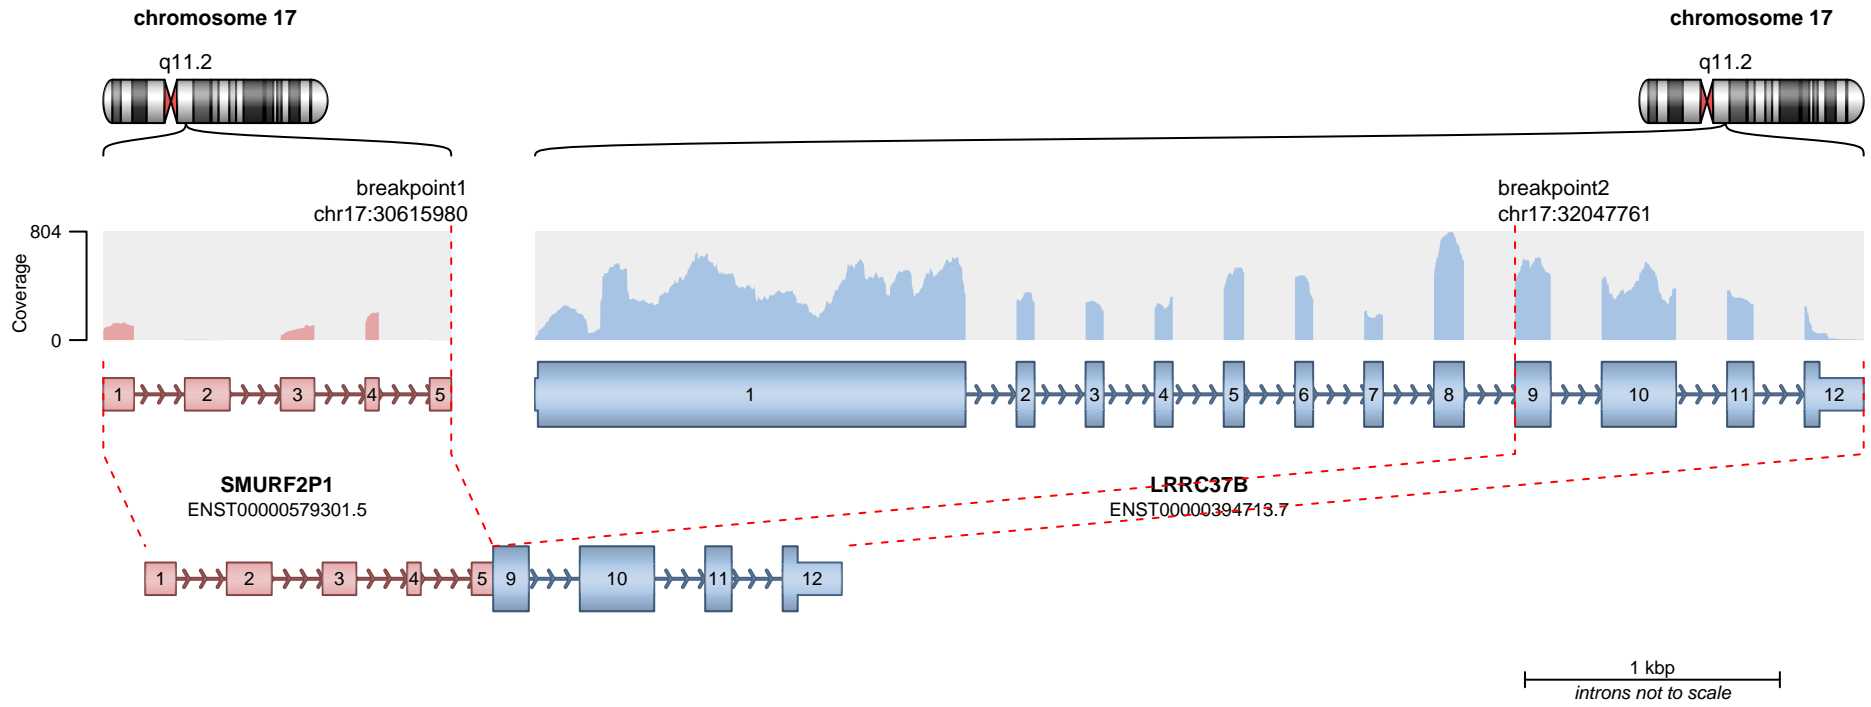 chromosome 17
chromosome 17
q11.2
q11.2
breakpoint1
chr17:30615980
breakpoint2
chr17:32047761
804
0
Coverage
1 2 3 4 5
1 2 3 4 5 6 7 8 9 10 11 12
SMURF2P1
ENST00000579301.5
LRRC37B
ENST00000394713.7
1 2 3 4 5 9 10 11 12
1 kbp
introns not to scale